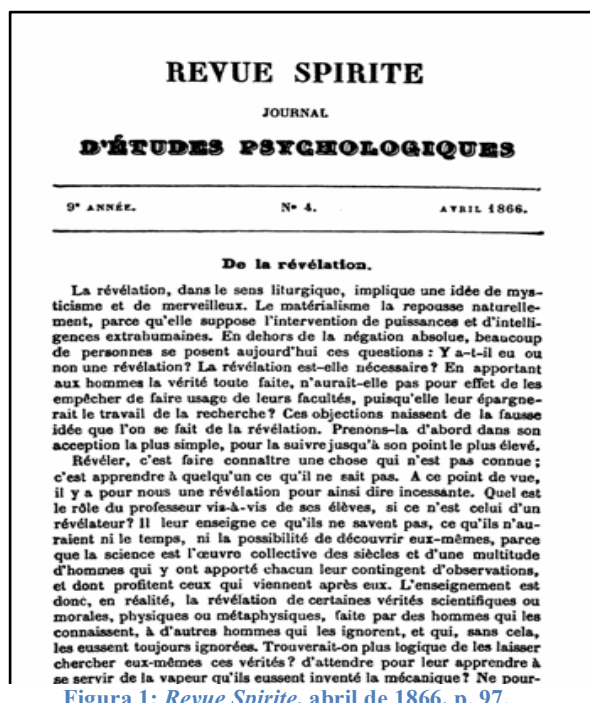 REVUE SPIRITE
JOURNAL
D'ÉTUDES PSYCHOLOGIQUES
9e ANNÉE. No 4. AVRIL 1866.
De la révélation.
La révélation, dans le sens liturgique, implique une idée de mys-
ticisme et de merveilleux. Le matérialisme la repousse naturelle-
ment, parce qu'elle suppose l'intervention de puissances et d'intelli-
gences extrahumaines. En dehors de la négation absolue, beaucoup
de personnes se posent aujourd'hui ces questions : Y a-t-il eu ou
non une révélation? La révélation est-elle nécessaire? En apportant
aux hommes la vérité toute faite, n'aurait-elle pas pour effet de les
empêcher de faire usage de leurs facultés, puisqu'elle leur épargne-
rait le travail de la recherche? Ces objections naissent de la fausse
idée que l'on se fait de la révélation. Prenons-la d'abord dans son
acception la plus simple, pour la suivre jusqu'à son point le plus élevé.
Révéler, c'est faire connaître une chose qui n'est pas connue ;
c'est apprendre à quelqu'un ce qu'il ne sait pas. A ce point de vue,
il y a pour nous une révélation pour ainsi dire incessante. Quel est
le rôle du professeur vis-à-vis de ses élèves, si ce n'est celui d'un
révélateur? Il leur enseigne ce qu'ils ne savent pas, ce qu'ils n'au-
raient ni le temps, ni la possibilité de découvrir eux-mêmes, parce
que la science est l'œuvre collective des siècles et d'une multitude
d'hommes qui y ont apporté chacun leur contingent d'observations,
et dont profitent ceux qui viennent après eux. L'enseignement est
donc, en réalité, la révélation de certaines vérités scientifiques ou
morales, physiques ou métaphysiques, faite par des hommes qui les
connaissent, à d'autres hommes qui les ignorent, et qui, sans cela,
les eussent toujours ignorées. Trouverait-on plus logique de les laisser
chercher eux-mêmes ces vérités? d'attendre pour leur apprendre à
se servir de la vapeur qu'ils eussent inventé la mécanique? Ne pour-
Figura 1: Revue Spirite, abril de 1866, p. 97.